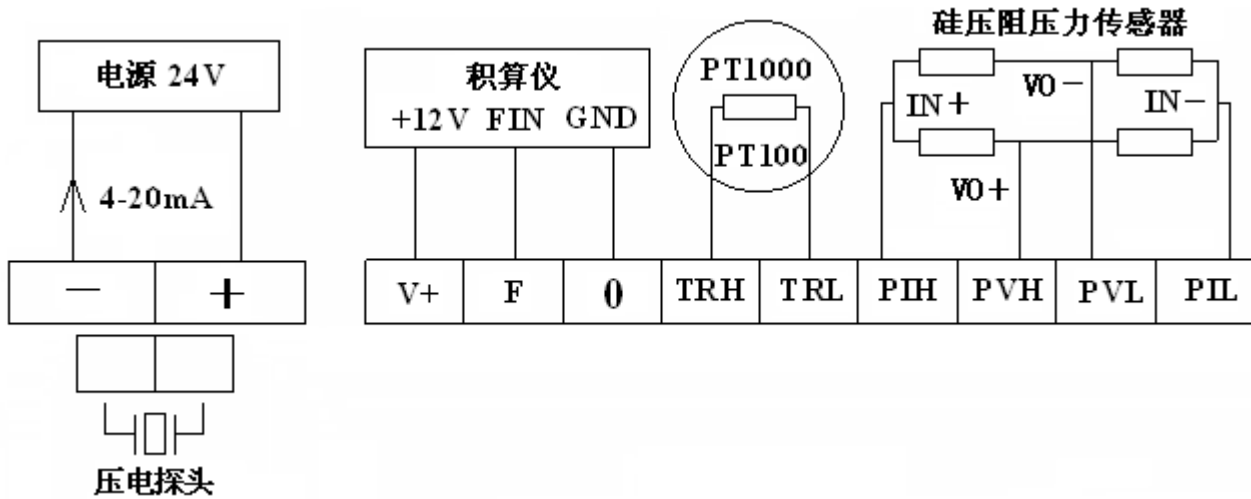 硅压阻压力传感器
电源 24V
积算仪
+12V FIN GND
PT1000
PT100
IN+
VO-
IN-
VO+
4-20mA
— +
V+ F 0 TRH TRL PIH PVH PVL PIL
压电探头